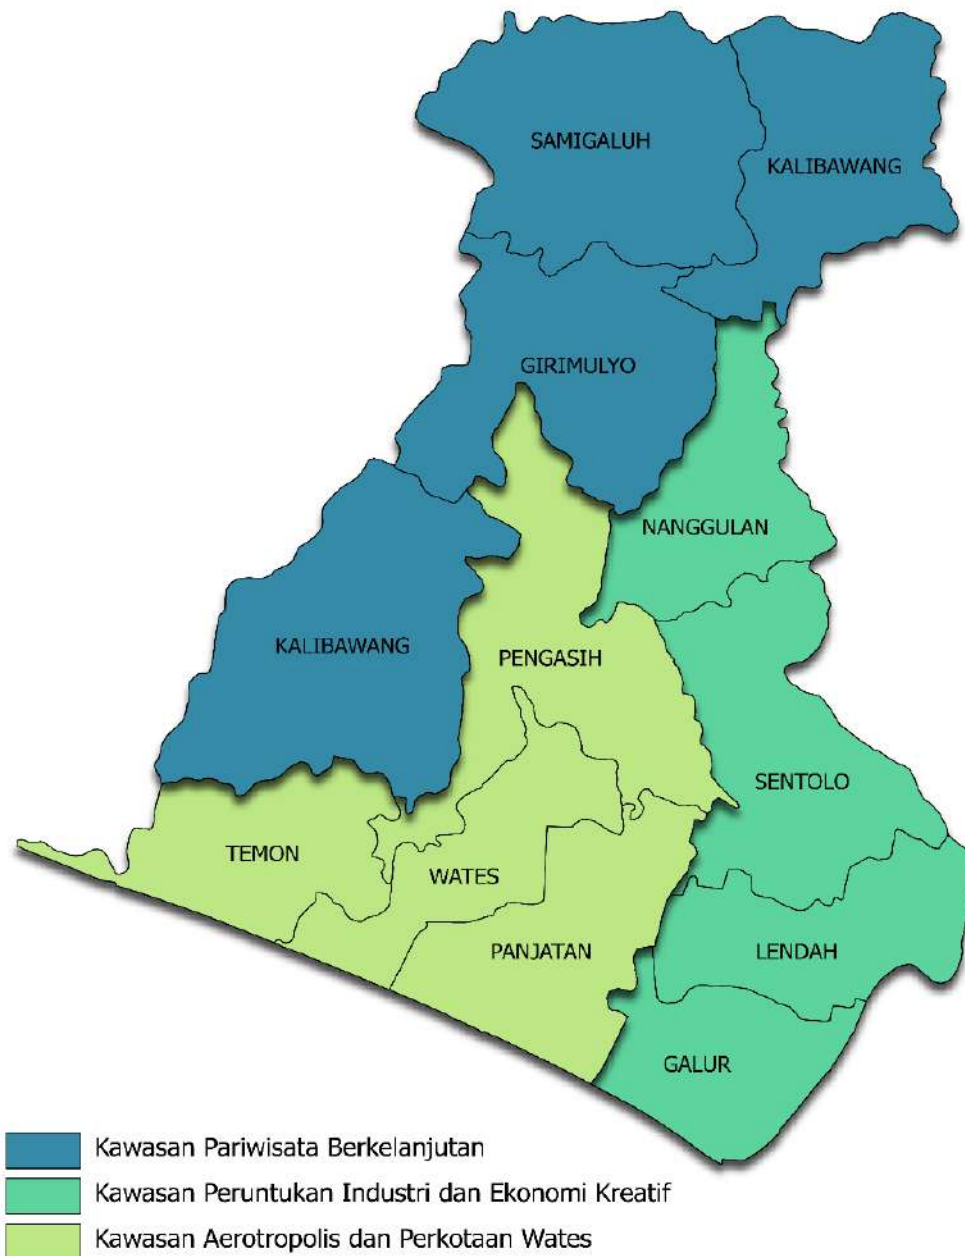 SAMIGALUH
KALIBAWANG
GIRIMULYO
NANGGULAN
KALIBAWANG
PENGASIH
SENTOLO
TEMON
WATES
PANJATAN
LENDAH
GALUR
Kawasan Pariwisata Berkelanjutan
Kawasan Peruntukan Industri dan Ekonomi Kreatif
Kawasan Aerotropolis dan Perkotaan Wates